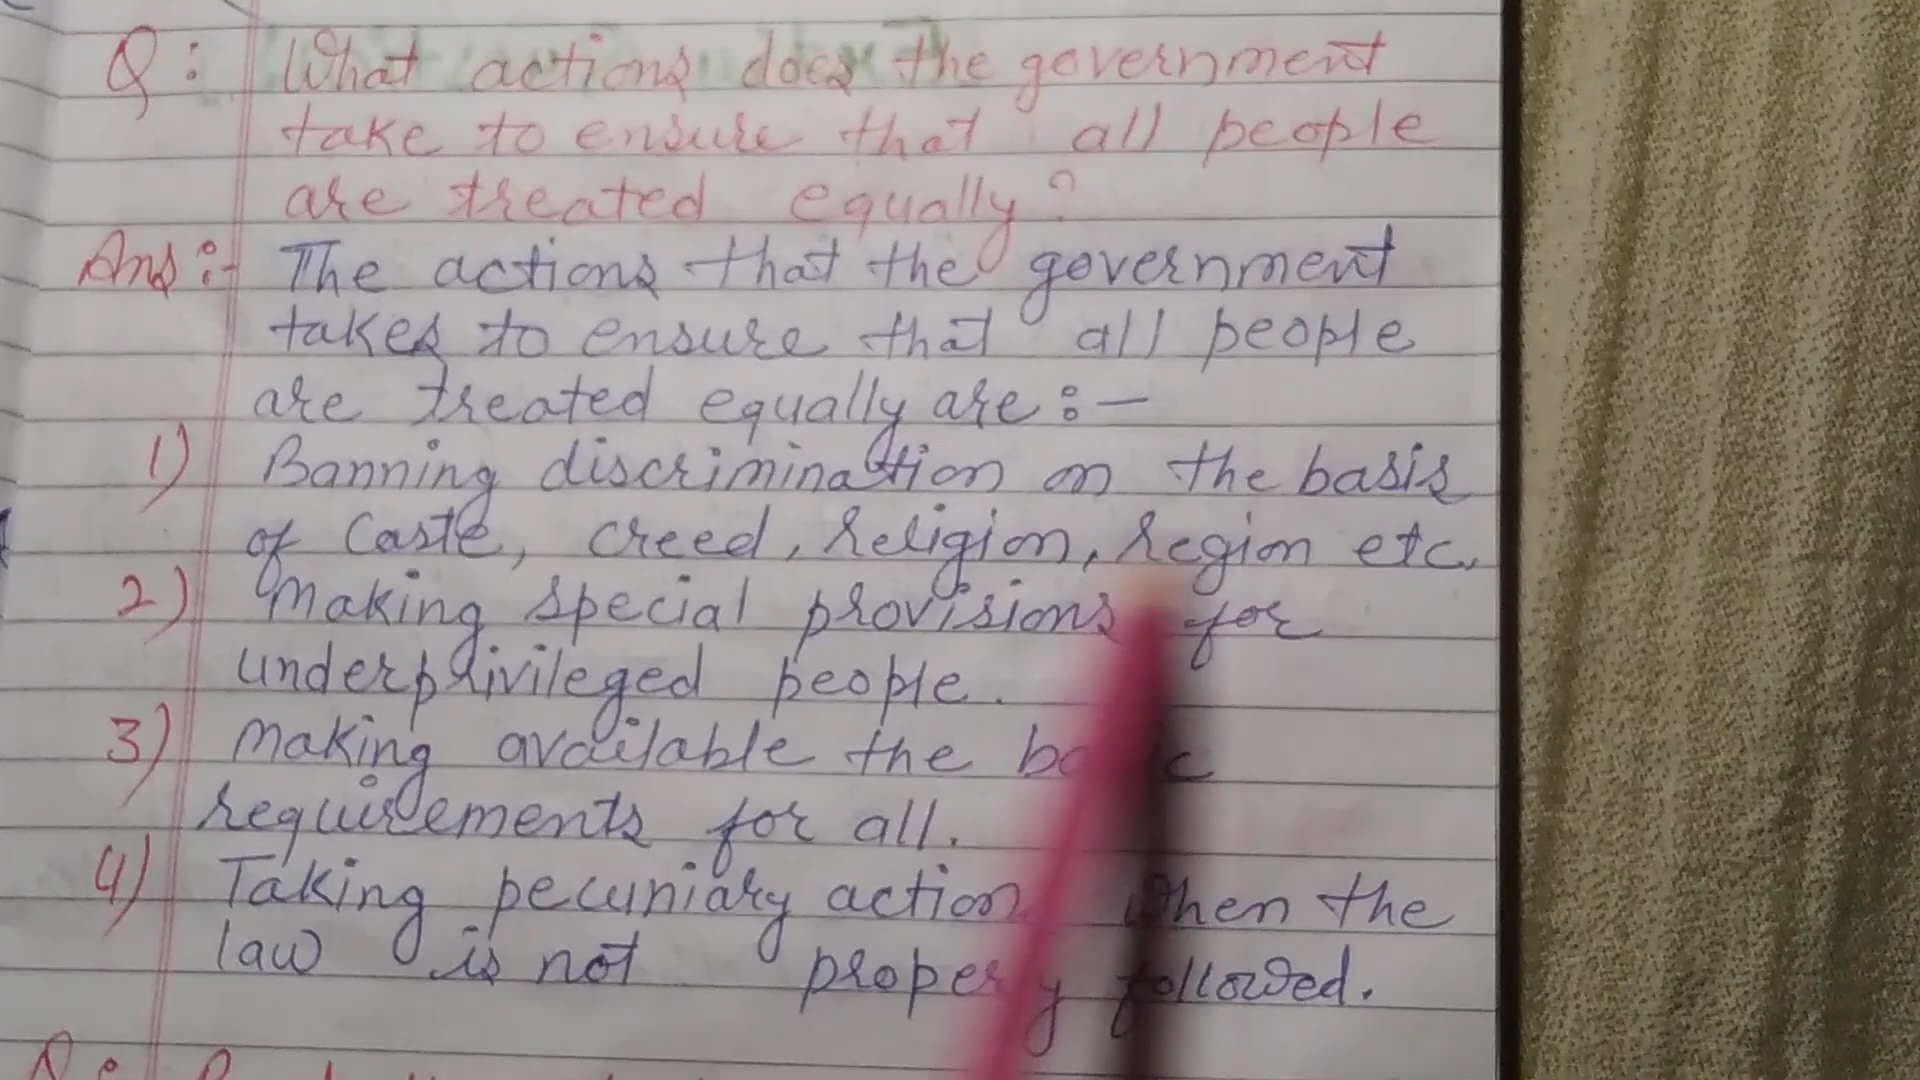 Q: What actions does the government
take to ensure that all people
are treated equally?
Ans:- The actions that the government
takes to ensure that all people
are treated equally are:-
1) Banning discrimination on the basis
of caste, creed, religion, region etc.
2) Making special provisions for
underprivileged people.
3) Making available the basic
requirements for all.
4) Taking pecuniary action when the
law is not properly followed.